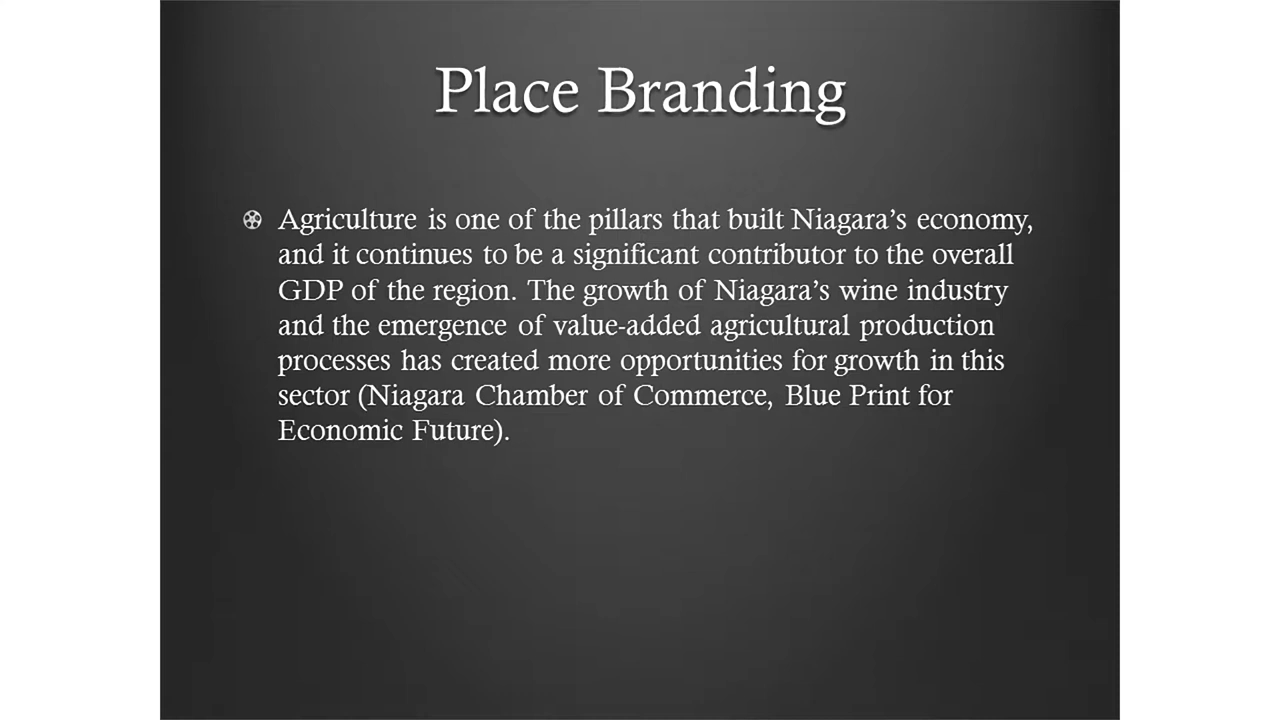 Place Branding
Agriculture is one of the pillars that built Niagara’s economy,
and it continues to be a significant contributor to the overall
GDP of the region. The growth of Niagara’s wine industry
and the emergence of value-added agricultural production
processes has created more opportunities for growth in this
sector (Niagara Chamber of Commerce, Blue Print for
Economic Future).